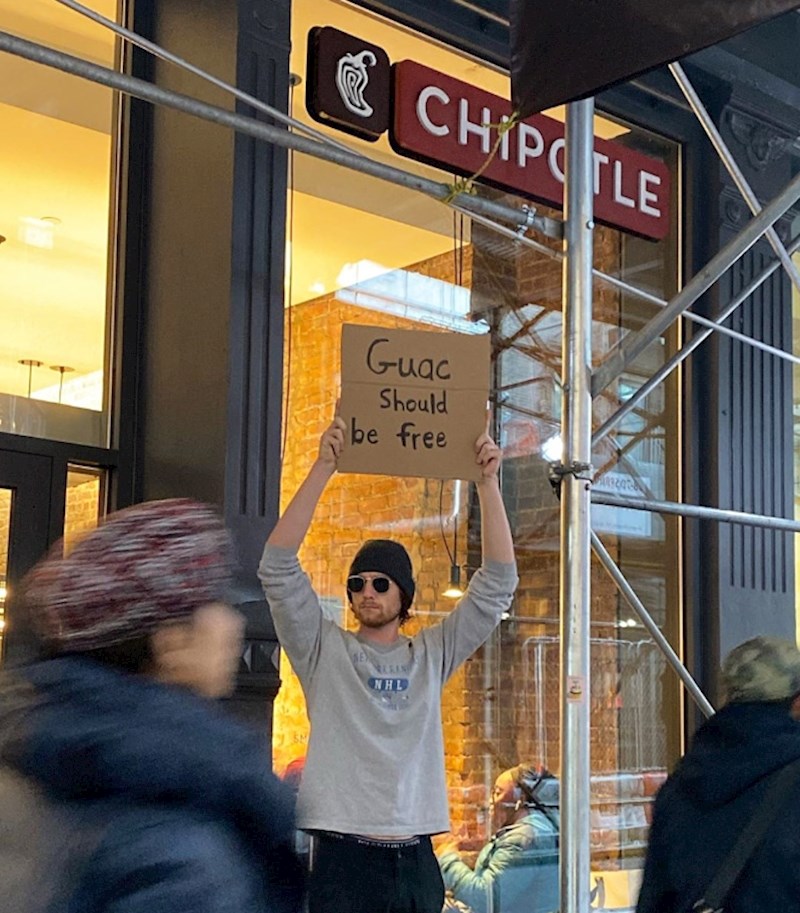 CHIPOTLE
Guac
Should
be free
NHL